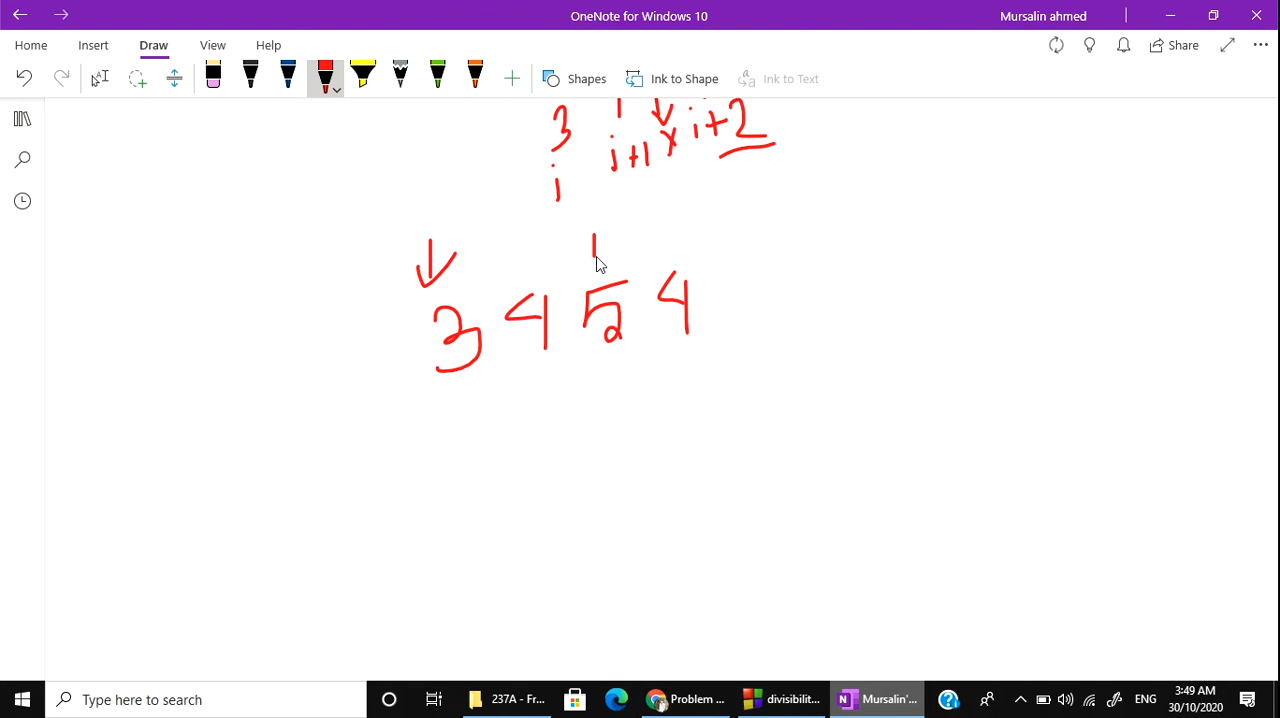 OneNote for Windows 10
Mursalin ahmed
Home Insert Draw View Help
Share
Shapes Ink to Shape Ink to Text
3 i+1 i+2
i
3 4 5 4
Type here to search
237A - Fr...
Problem ...
divisibilit...
Mursalin'...
ENG
3:49 AM
30/10/2020